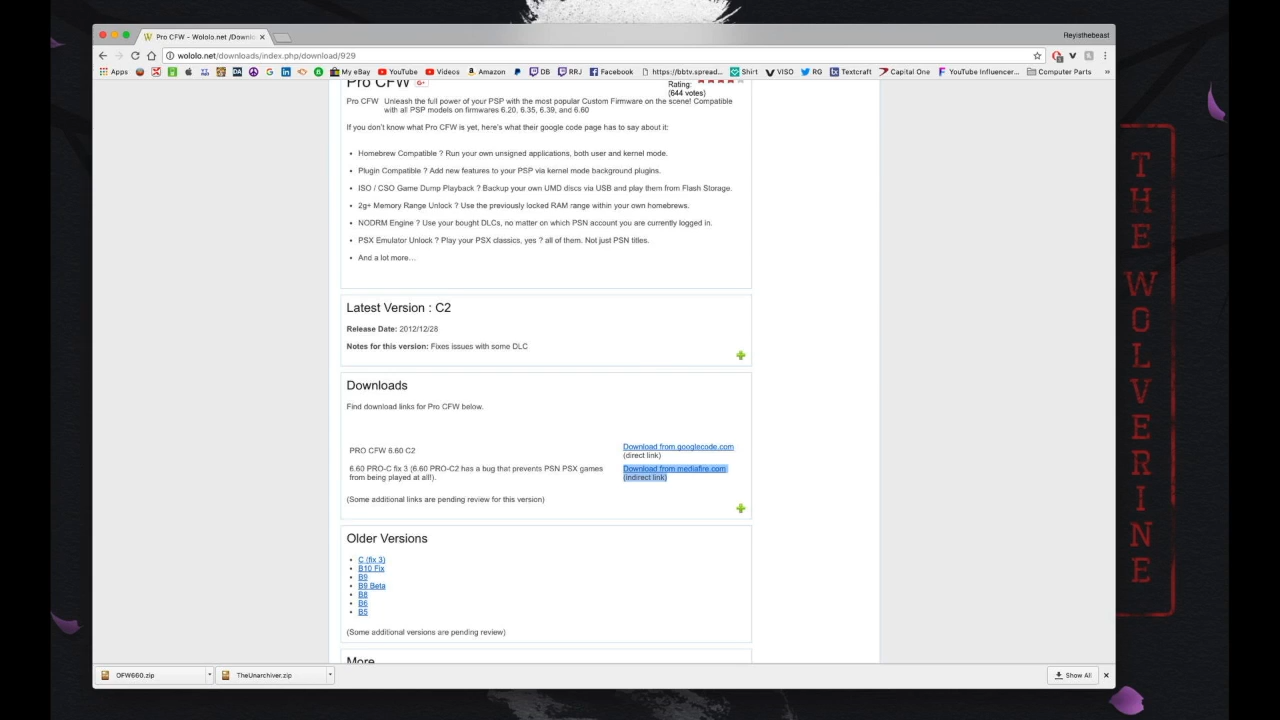 Pro CFW - Wololo.net /Downlo
Reyisthebeast
wololo.net/downloads/index.php/download/929
Apps
My eBay
YouTube
Videos
Amazon
DB
RRJ
Facebook
https://bbtv.spread...
Shirt
VISO
RG
Textcraft
Capital One
YouTube Influencer...
Computer Parts
»
Pro CFW
Rating:
(644 votes)
Pro CFW Unleash the full power of your PSP with the most popular Custom Firmware on the scene! Compatible
with all PSP models on firmwares 6.20, 6.35, 6.39, and 6.60
If you don't know what Pro CFW is yet, here's what their google code page has to say about it:
• Homebrew Compatible ? Run your own unsigned applications, both user and kernel mode.
• Plugin Compatible ? Add new features to your PSP via kernel mode background plugins.
• ISO / CSO Game Dump Playback ? Backup your own UMD discs via USB and play them from Flash Storage.
• 2g+ Memory Range Unlock ? Use the previously locked RAM range within your own homebrews.
• NODRM Engine ? Use your bought DLCs, no matter on which PSN account you are currently logged in.
• PSX Emulator Unlock ? Play your PSX classics, yes ? all of them. Not just PSN titles.
• And a lot more...
Latest Version : C2
Release Date: 2012/12/28
Notes for this version: Fixes issues with some DLC
Downloads
Find download links for Pro CFW below.
PRO CFW 6.60 C2
Download from googlecode.com
(direct link)
6.60 PRO-C fix 3 (6.60 PRO-C2 has a bug that prevents PSN PSX games
from being played at all!).
Download from mediafire.com
(indirect link)
(Some additional links are pending review for this version)
Older Versions
• C (fix 3)
• B10 Fix
• B9
• B9 Beta
• B8
• B6
• B5
(Some additional versions are pending review)
More
OFW660.zip
TheUnarchiver.zip
Show All
THE WOLVERINE